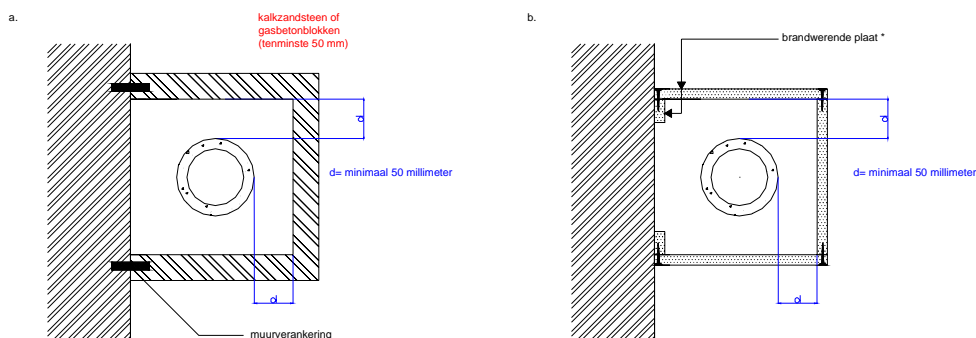 a.
kalkzandsteen of
gasbetonblokken
(tenminste 50 mm)
d
d= minimaal 50 millimeter
d
muurverankering
b.
brandwerende plaat *
d
d= minimaal 50 millimeter
d